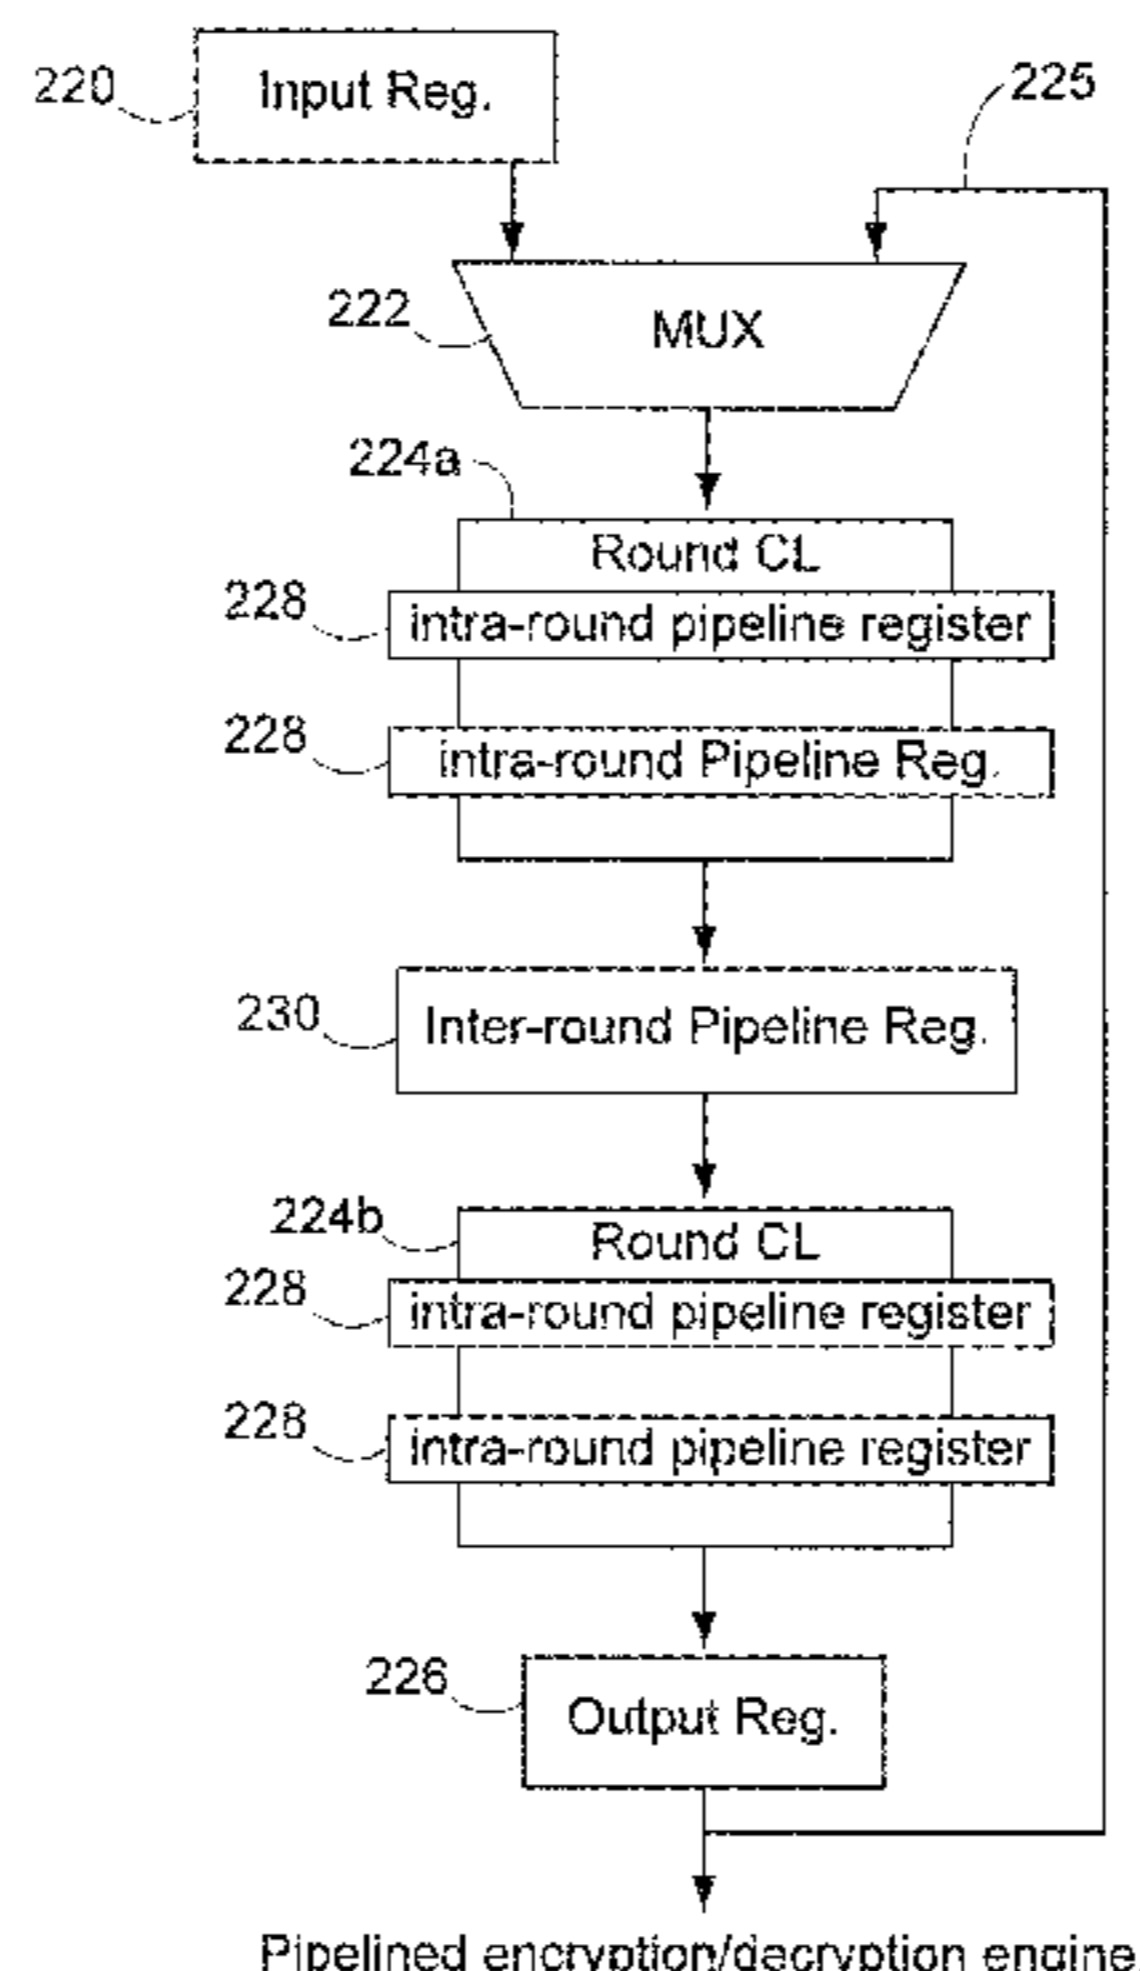 220
Input Reg.
225
222
MUX
224a
Round CL
228
intra-round pipeline register
228
intra-round Pipeline Reg.
230
Inter-round Pipeline Reg.
224b
Round CL
228
intra-round pipeline register
228
intra-round pipeline register
226
Output Reg.
Pipelined encryption/decryption engine.